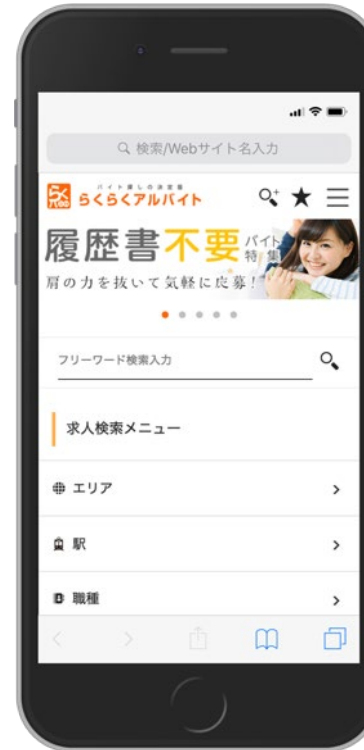 検索/Webサイト名入力
バイト探しの決定番
らくらくアルバイト
履歴書不要バイト特集
肩の力を抜いて気軽に応募!
フリーワード検索入力
求人検索メニュー
エリア
駅
職種